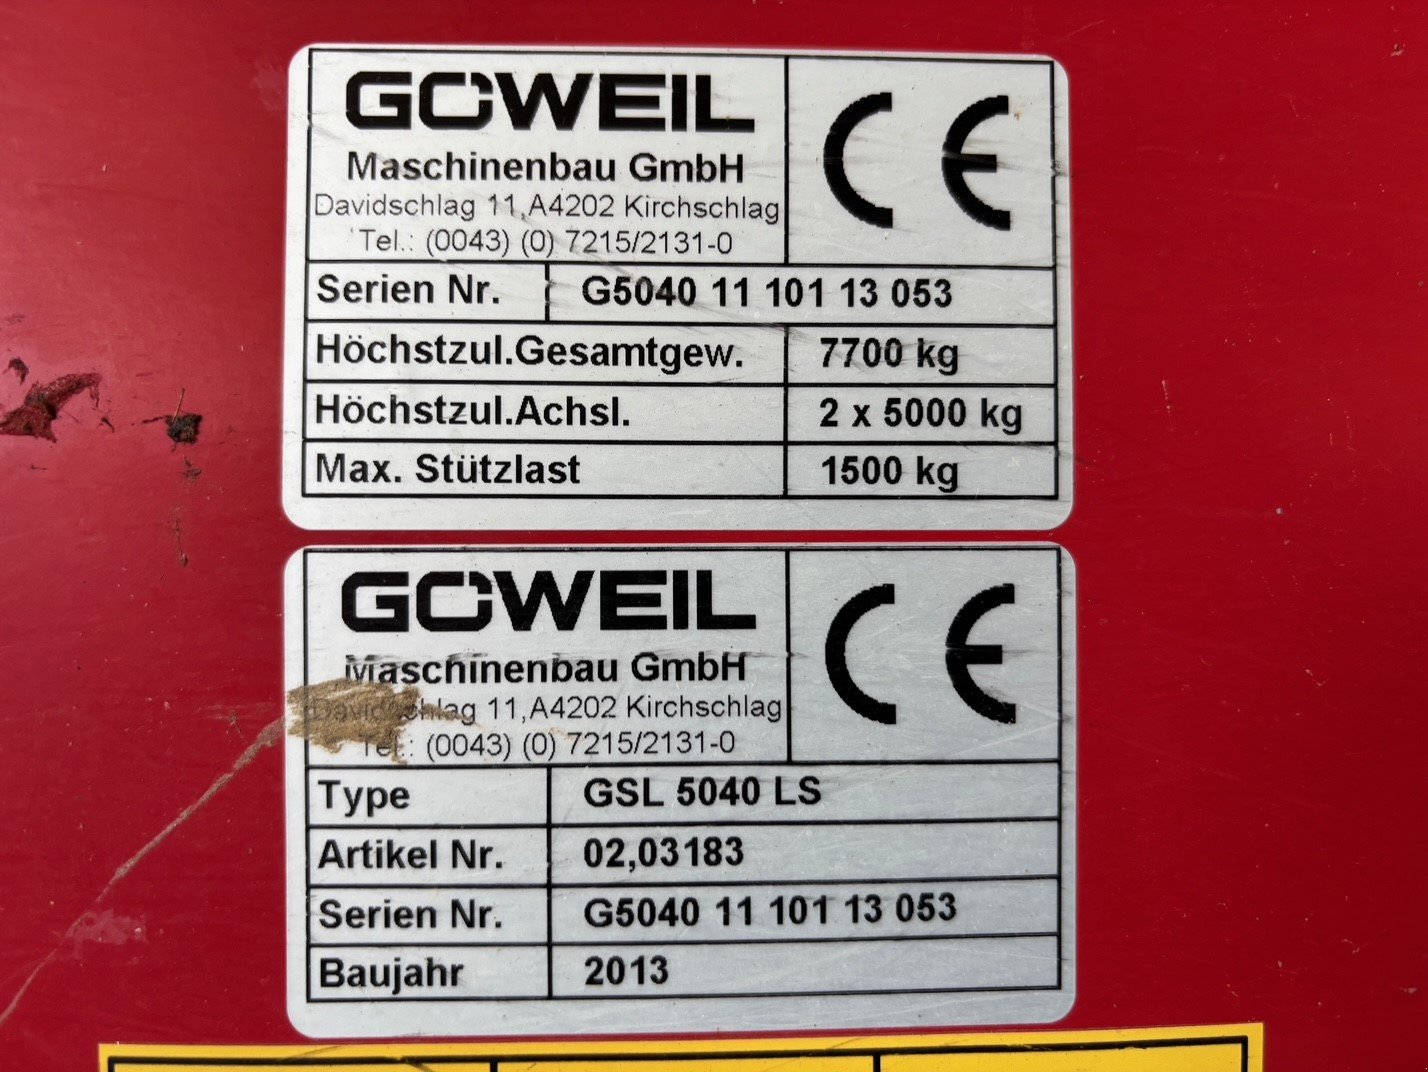 GÖWEIL
Maschinenbau GmbH
Davidschlag 11,A4202 Kirchschlag
Tel.: (0043) (0) 7215/2131-0
CE
Serien Nr. G5040 11 101 13 053
Höchstzul.Gesamtgew. 7700 kg
Höchstzul.Achsl. 2 x 5000 kg
Max. Stützlast 1500 kg
GÖWEIL
Maschinenbau GmbH
Davidschlag 11,A4202 Kirchschlag
Tel.: (0043) (0) 7215/2131-0
CE
Type GSL 5040 LS
Artikel Nr. 02,03183
Serien Nr. G5040 11 101 13 053
Baujahr 2013